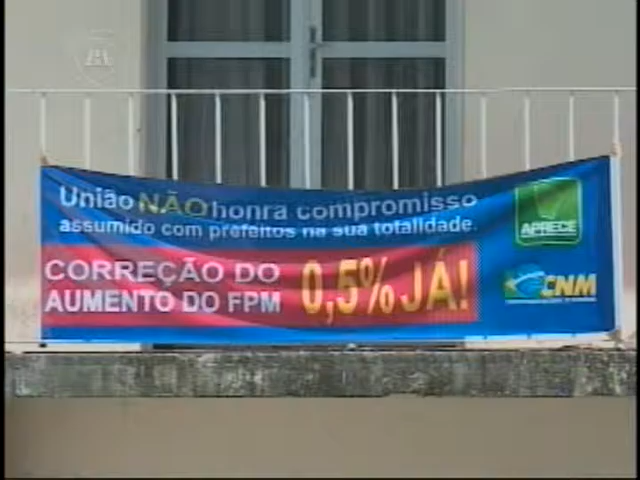 União NÃO honra compromisso
assumido com prefeitos na sua totalidade.
CORREÇÃO DO
AUMENTO DO FPM
0,5% JÁ!
APRECE
CNM